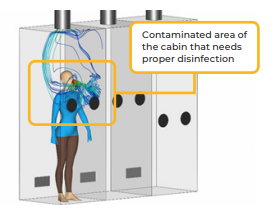 Contaminated area of
the cabin that needs
proper disinfection